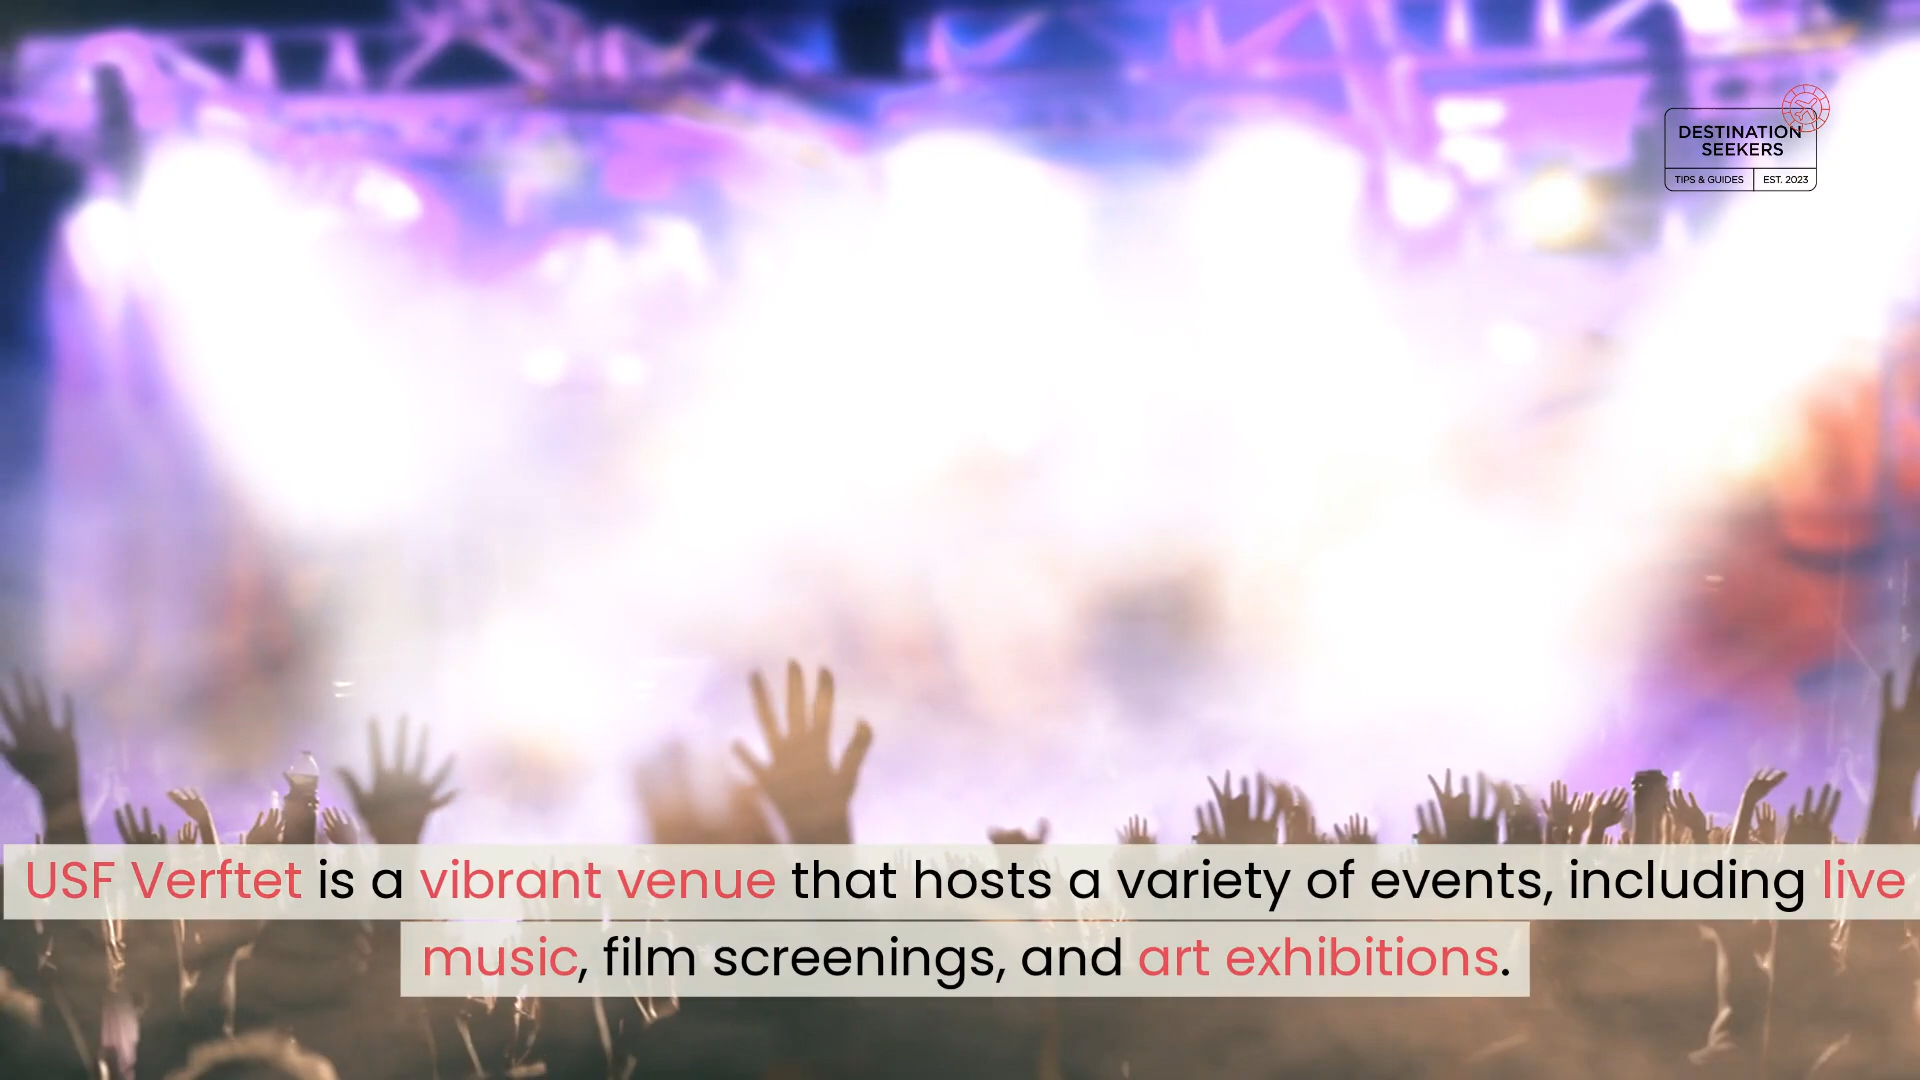 DESTINATION
SEEKERS
TIPS & GUIDES EST. 2023
USF Verftet is a vibrant venue that hosts a variety of events, including live
music, film screenings, and art exhibitions.